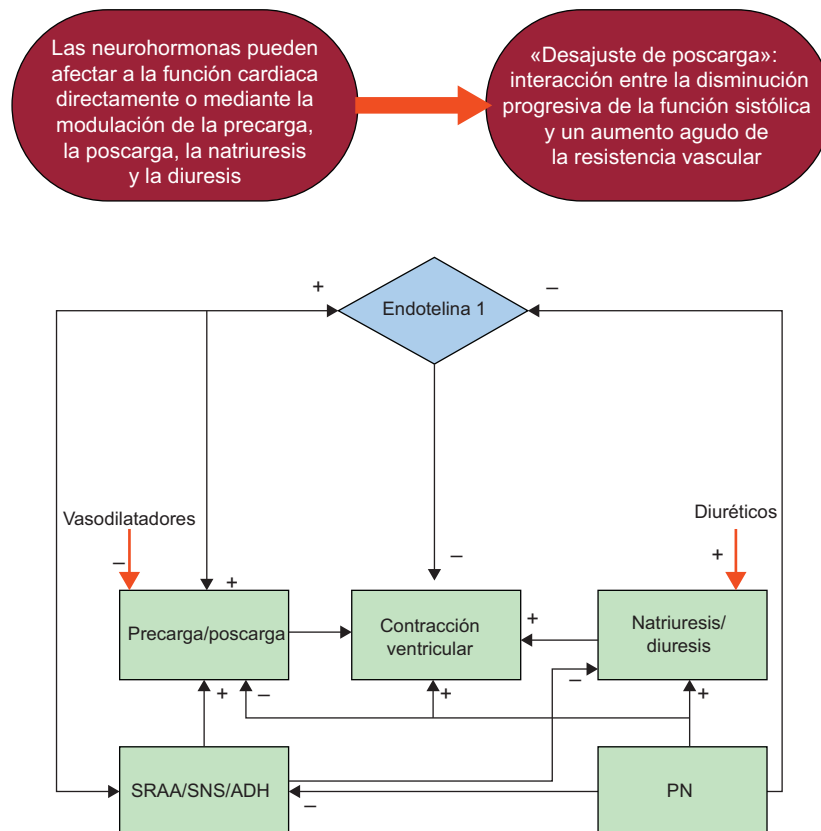 Las neurohormonas pueden
afectar a la función cardiaca
directamente o mediante la
modulación de la precarga,
la poscarga, la natriuresis
y la diuresis
«Desajuste de poscarga»:
interacción entre la disminución
progresiva de la función sistólica
y un aumento agudo de
la resistencia vascular
+
Endotelina 1
–
Vasodilatadores
–
Diuréticos
+
+
–
Precarga/poscarga
Contracción
ventricular
+
Natriuresis/
diuresis
–
+
–
+
+
SRAA/SNS/ADH
–
PN